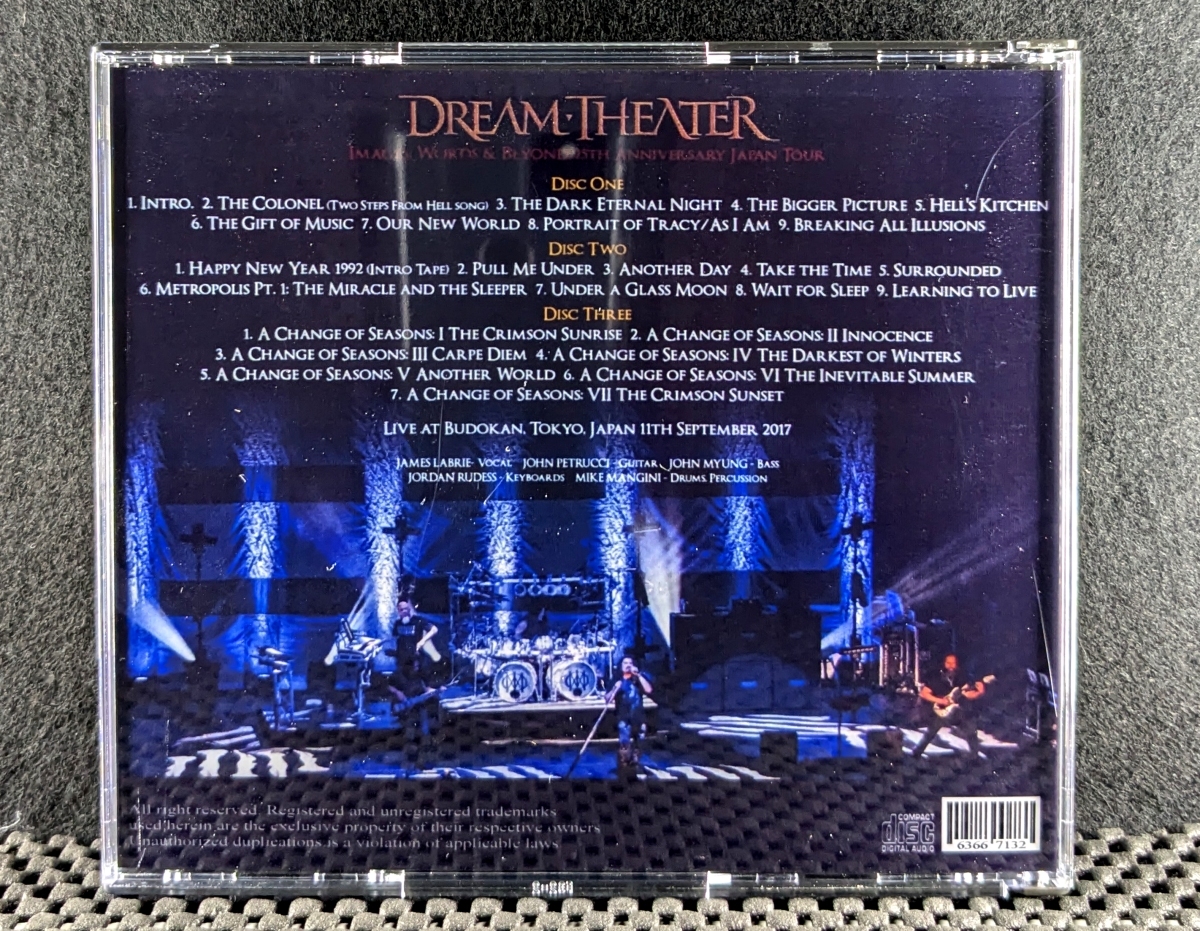 DREAM·THEATER
IMAGES, WORDS & BEYOND 25TH ANNIVERSARY JAPAN TOUR
DISC ONE
1. INTRO. 2. THE COLONEL (TWO STEPS FROM HELL SONG) 3. THE DARK ETERNAL NIGHT 4. THE BIGGER PICTURE 5. HELL'S KITCHEN
6. THE GIFT OF MUSIC 7. OUR NEW WORLD 8. PORTRAIT OF TRACY/AS I AM 9. BREAKING ALL ILLUSIONS
DISC TWO
1. HAPPY NEW YEAR 1992 (INTRO TAPE) 2. PULL ME UNDER 3. ANOTHER DAY 4. TAKE THE TIME 5. SURROUNDED
6. METROPOLIS PT. 1: THE MIRACLE AND THE SLEEPER 7. UNDER A GLASS MOON 8. WAIT FOR SLEEP 9. LEARNING TO LIVE
DISC THREE
1. A CHANGE OF SEASONS: I THE CRIMSON SUNRISE 2. A CHANGE OF SEASONS: II INNOCENCE
3. A CHANGE OF SEASONS: III CARPE DIEM 4. A CHANGE OF SEASONS: IV THE DARKEST OF WINTERS
5. A CHANGE OF SEASONS: V ANOTHER WORLD 6. A CHANGE OF SEASONS: VI THE INEVITABLE SUMMER
7. A CHANGE OF SEASONS: VII THE CRIMSON SUNSET
LIVE AT BUDOKAN, TOKYO, JAPAN 11TH SEPTEMBER 2017
JAMES LABRIE- VOCAL JOHN PETRUCCI - GUITAR JOHN MYUNG - BASS
JORDAN RUDESS - KEYBOARDS MIKE MANGINI - DRUMS, PERCUSSION
All right reserved. Registered and unregistered trademarks
used herein are the exclusive property of their respective owners
Unauthorized duplications is a violation of applicable laws
COMPACT
disc
DIGITAL AUDIO
6366 7132